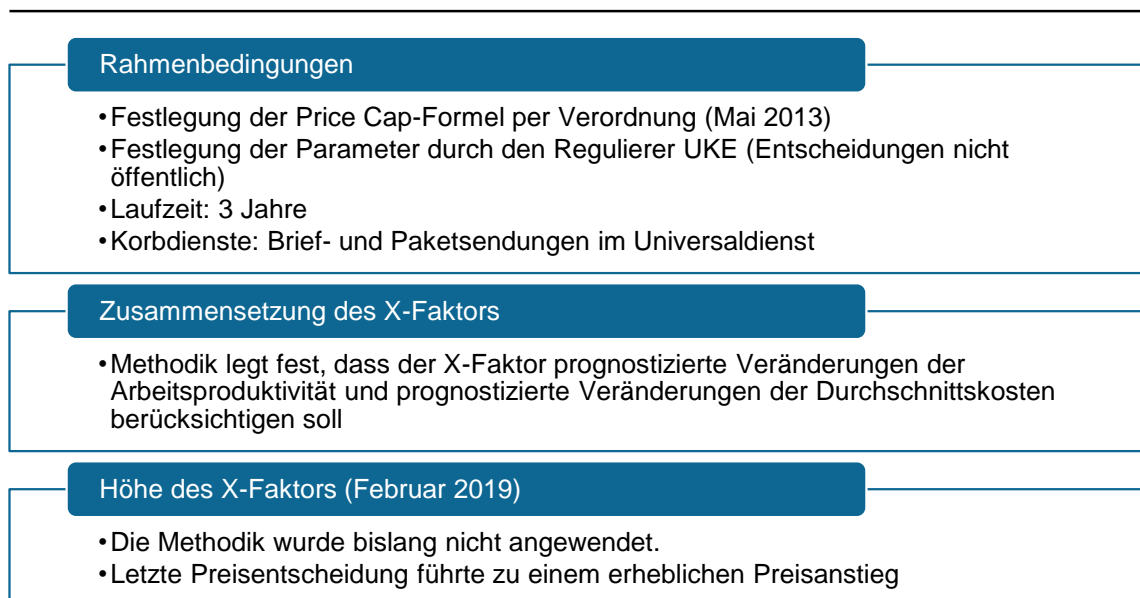 Rahmenbedingungen
•Festlegung der Price Cap-Formel per Verordnung (Mai 2013)
•Festlegung der Parameter durch den Regulierer UKE (Entscheidungen nicht
öffentlich)
•Laufzeit: 3 Jahre
•Korbdienste: Brief- und Paketsendungen im Universaldienst
Zusammensetzung des X-Faktors
•Methodik legt fest, dass der X-Faktor prognostizierte Veränderungen der
Arbeitsproduktivität und prognostizierte Veränderungen der Durchschnittskosten
berücksichtigen soll
Höhe des X-Faktors (Februar 2019)
•Die Methodik wurde bislang nicht angewendet.
•Letzte Preisentscheidung führte zu einem erheblichen Preisanstieg